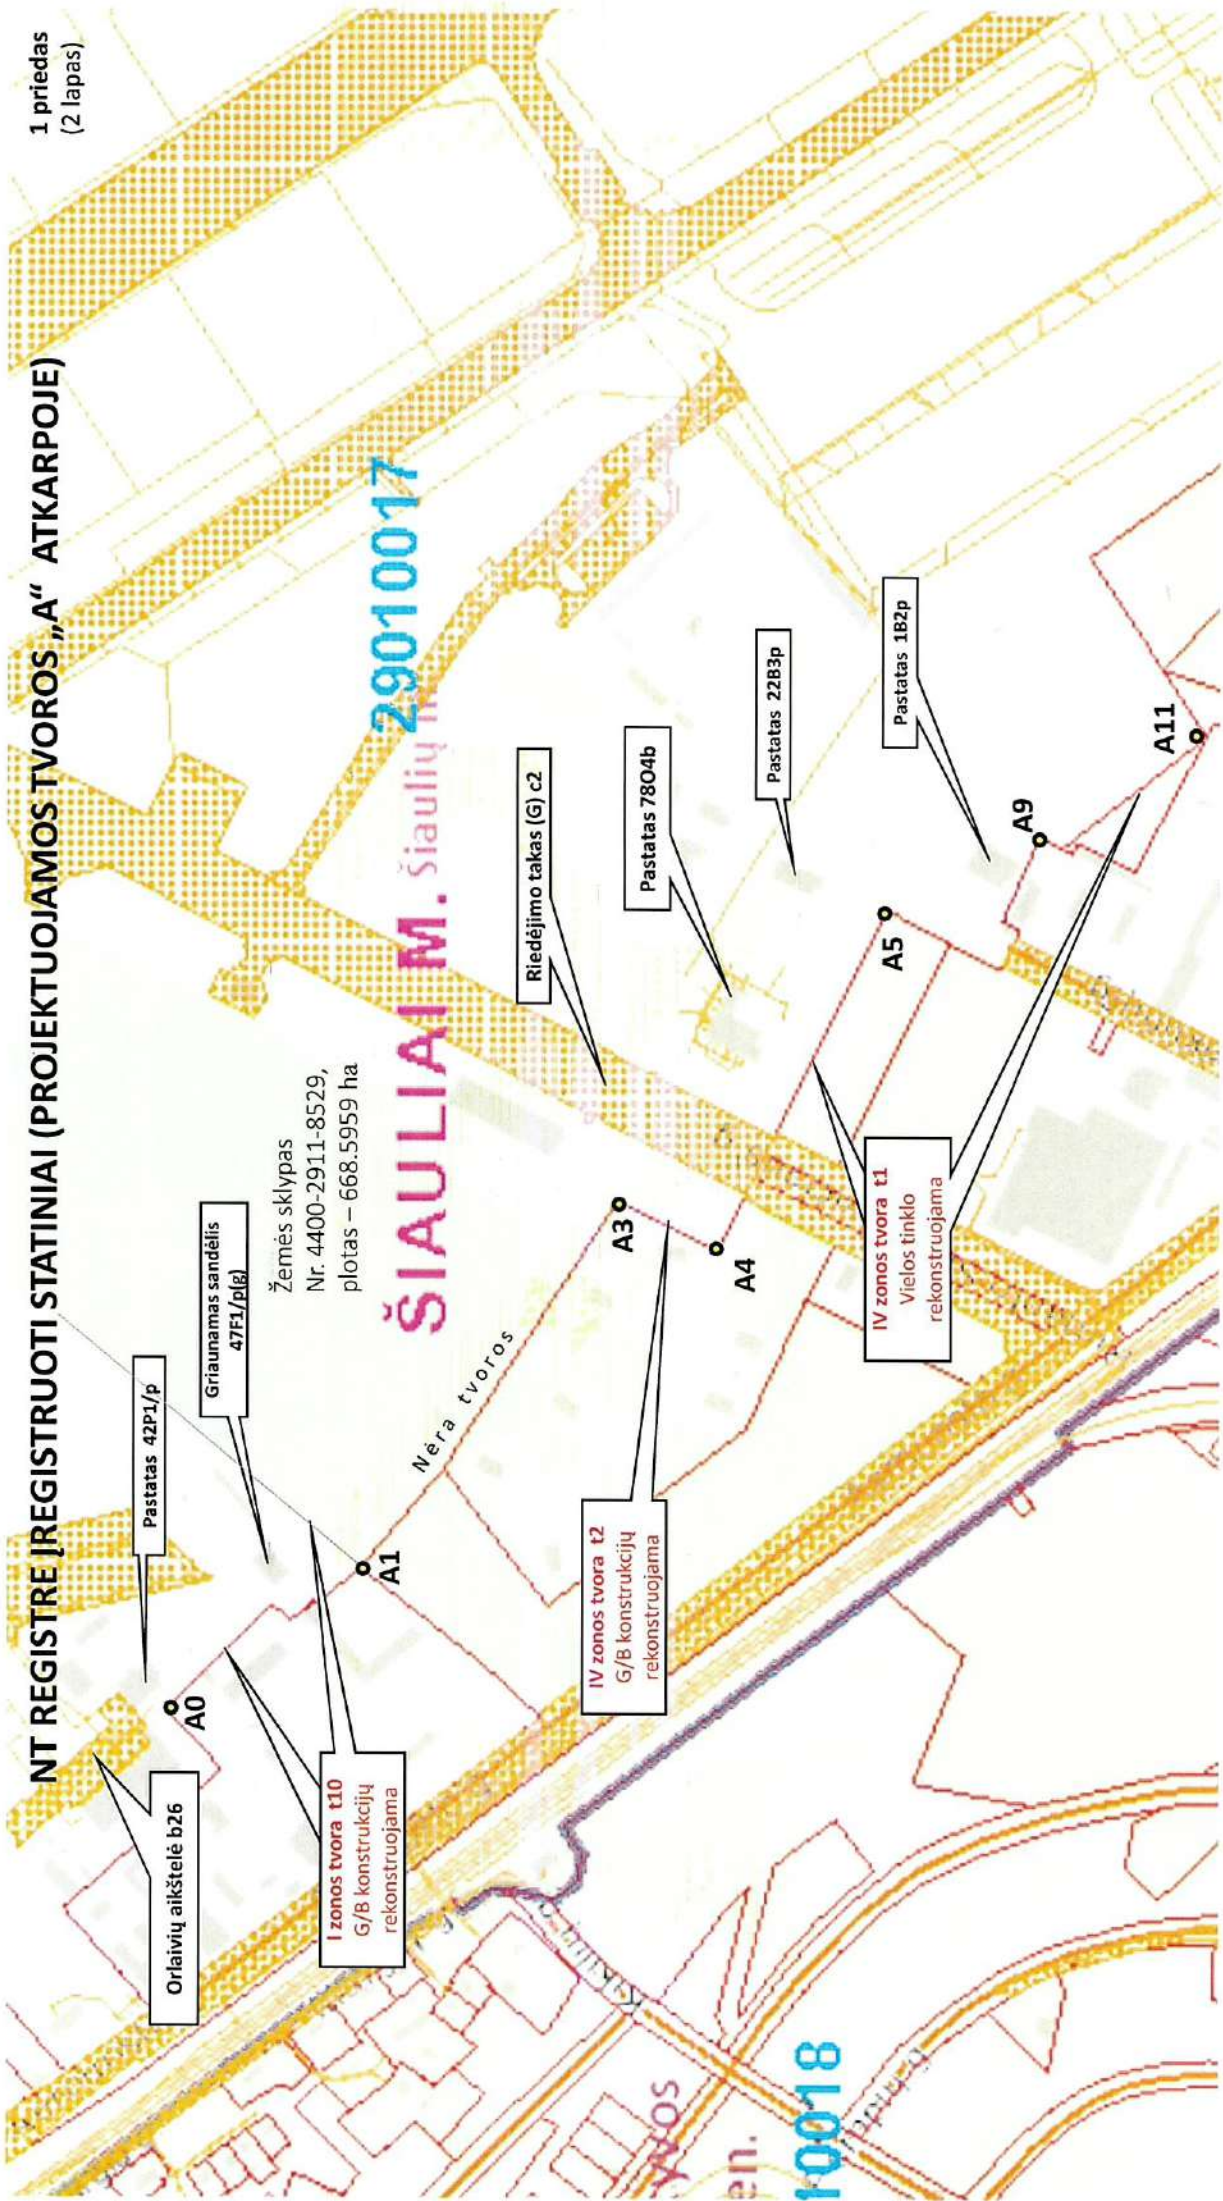 1 priedas
(2 lapas)
NT REGISTRE ĮREGISTRUOTI STATINIAI (PROJEKTUOJAMOS TVOROS „A“ ATKARPOJE)
Orlaivių aikštelė b26
Pastatas 42P1/p
Griaunamas sandėlis
47F1/p(g)
Žemės sklypas
Nr. 4400-2911-8529,
plotas – 668.5959 ha
ŠIAULIAI M. Šiaulių
29010017
A0
A1
Nėra tvoros
I zonos tvora t10
G/B konstrukcijų
rekonstruojama
Riedėjimo takas (G) c2
Pastatas 78O4b
Pastatas 22B3p
Pastatas 1B2p
A3
A4
A5
A9
A11
IV zonos tvora t2
G/B konstrukcijų
rekonstruojama
IV zonos tvora t1
Vielos tinklo
rekonstruojama
yvos
en.
10018